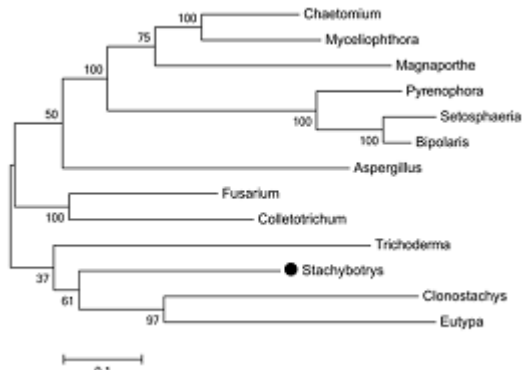 100
Chaetomium
75
Myceliophthora
100
Magnaporthe
Pyrenophora
50
100
Setosphaeria
100
Bipolaris
Aspergillus
Fusarium
100
Colletotrichum
Trichoderma
37
Stachybotrys
61
Clonostachys
97
Eutypa